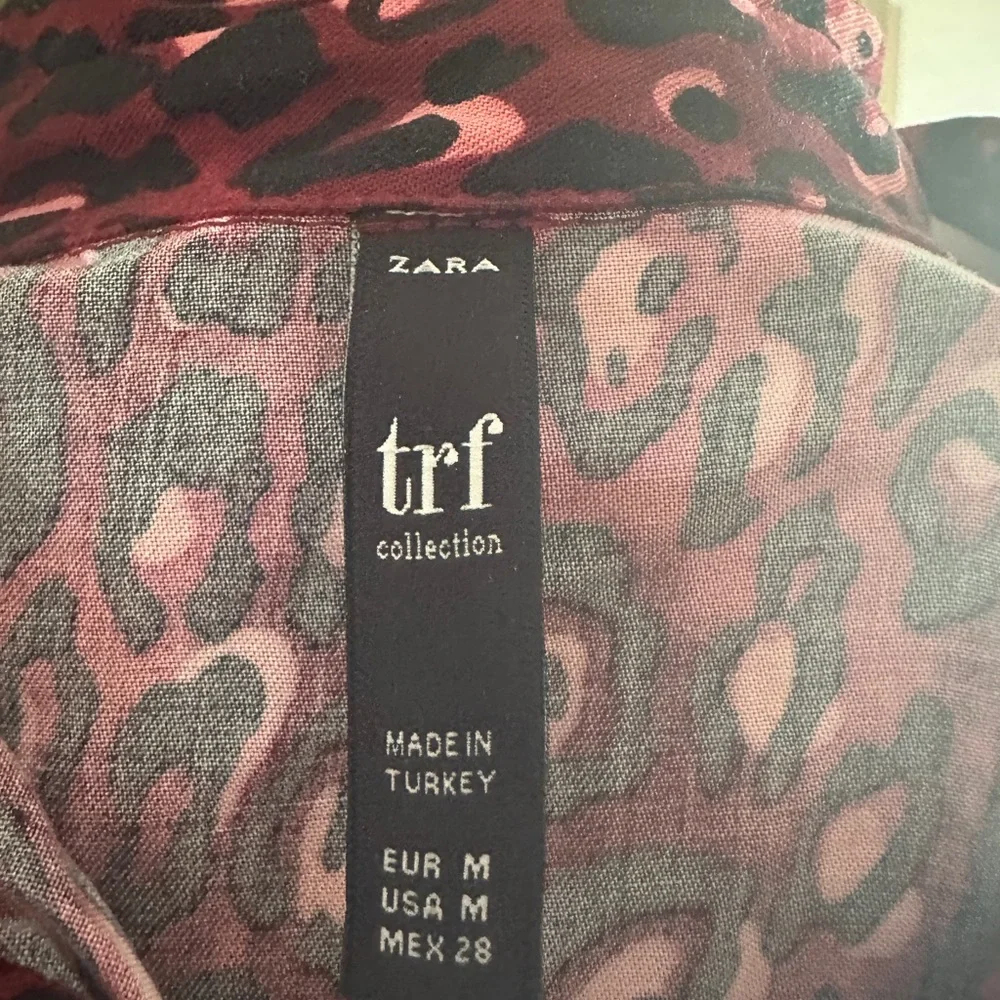 ZARA
trf
collection
MADE IN
TURKEY
EUR M
USA M
MEX 28